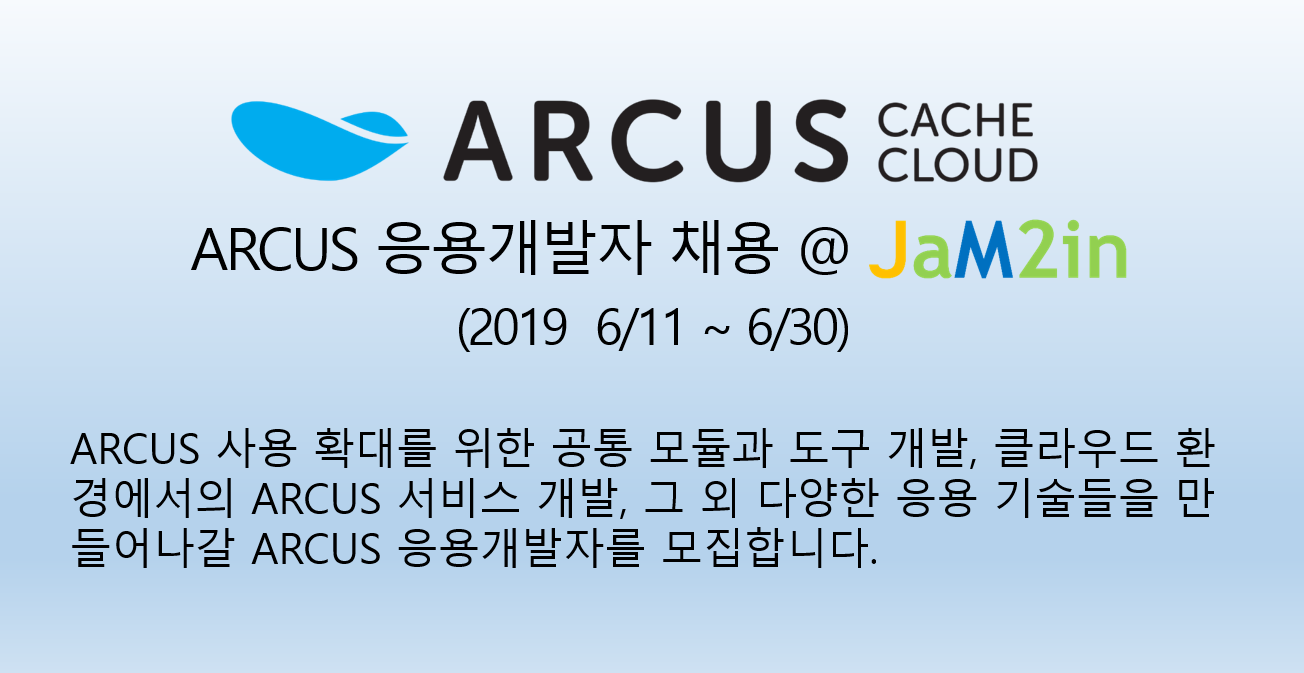 ARCUS CACHE
CLOUD
ARCUS 응용개발자 채용 @ JaM2in
(2019 6/11 ~ 6/30)
ARCUS 사용 확대를 위한 공통 모듈과 도구 개발, 클라우드 환
경에서의 ARCUS 서비스 개발, 그 외 다양한 응용 기술들을 만
들어나갈 ARCUS 응용개발자를 모집합니다.